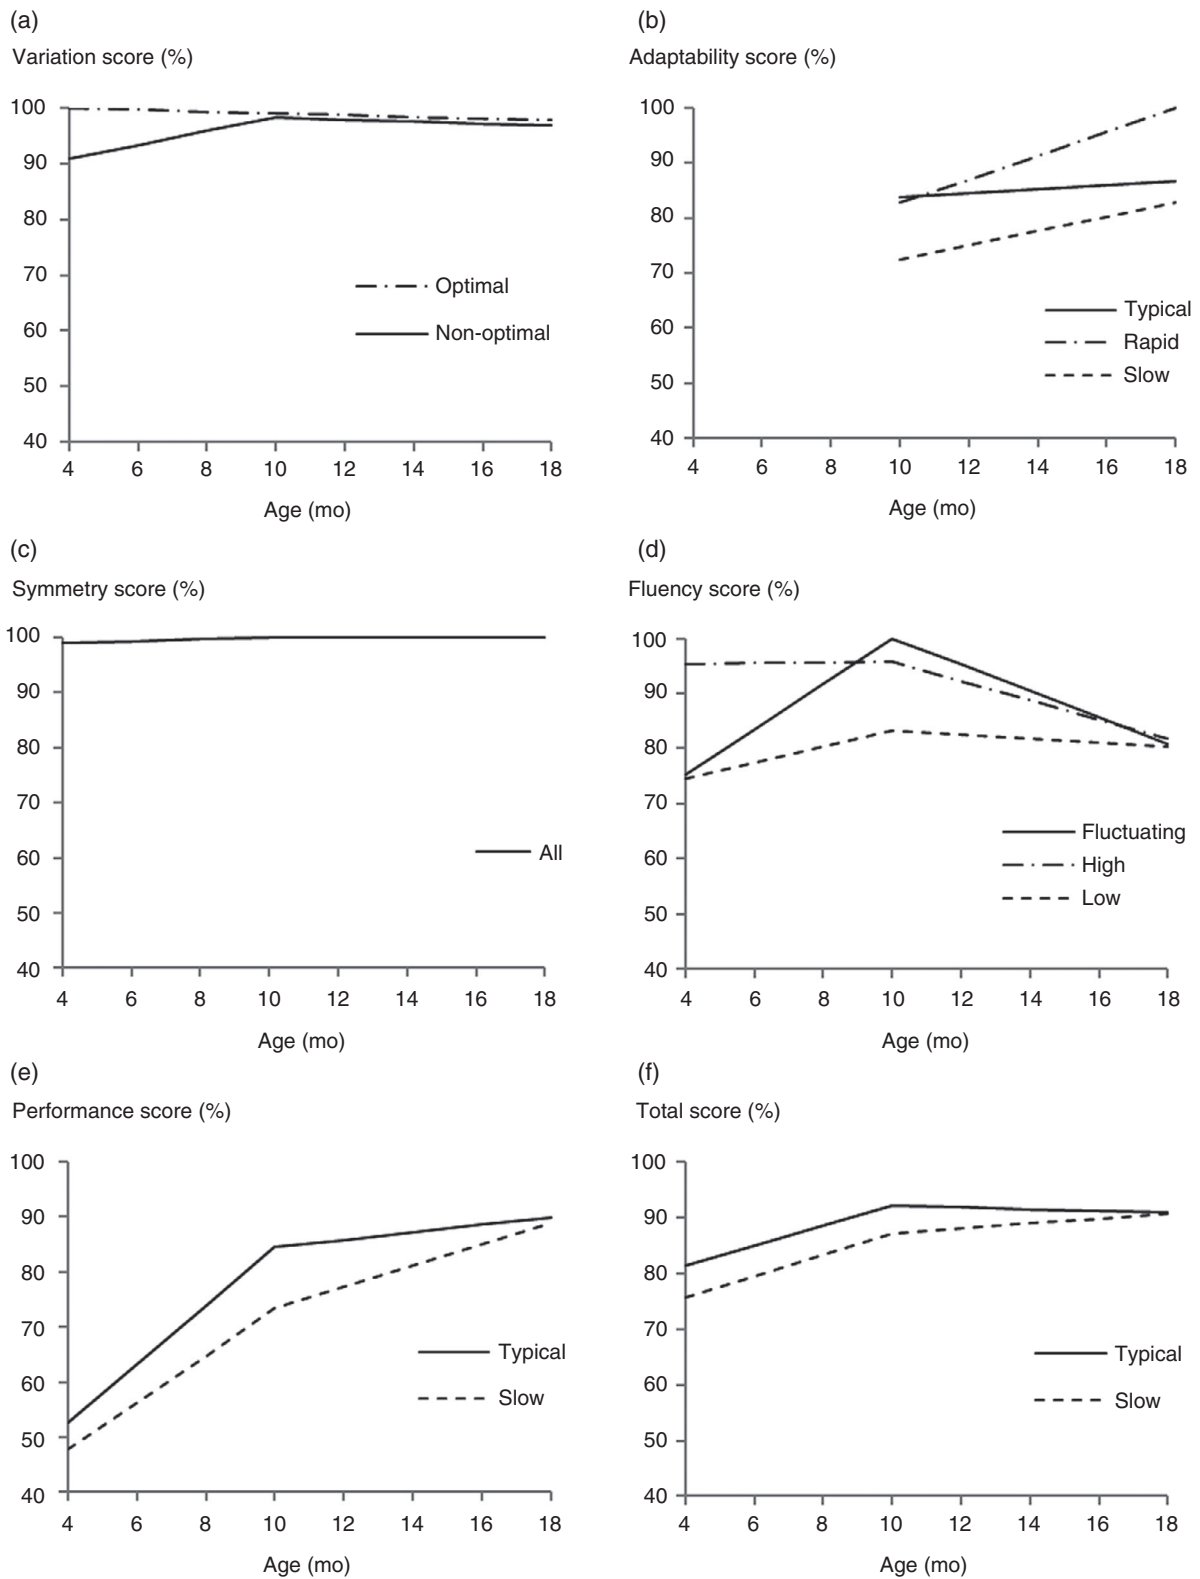 (a)
Variation score (%)
100
90
80
70
60
50
40
4 6 8 10 12 14 16 18
Age (mo)
Optimal
Non-optimal
(b)
Adaptability score (%)
100
90
80
70
60
50
40
4 6 8 10 12 14 16 18
Age (mo)
Typical
Rapid
Slow
(c)
Symmetry score (%)
100
90
80
70
60
50
40
4 6 8 10 12 14 16 18
Age (mo)
All
(d)
Fluency score (%)
100
90
80
70
60
50
40
4 6 8 10 12 14 16 18
Age (mo)
Fluctuating
High
Low
(e)
Performance score (%)
100
90
80
70
60
50
40
4 6 8 10 12 14 16 18
Age (mo)
Typical
Slow
(f)
Total score (%)
100
90
80
70
60
50
40
4 6 8 10 12 14 16 18
Age (mo)
Typical
Slow